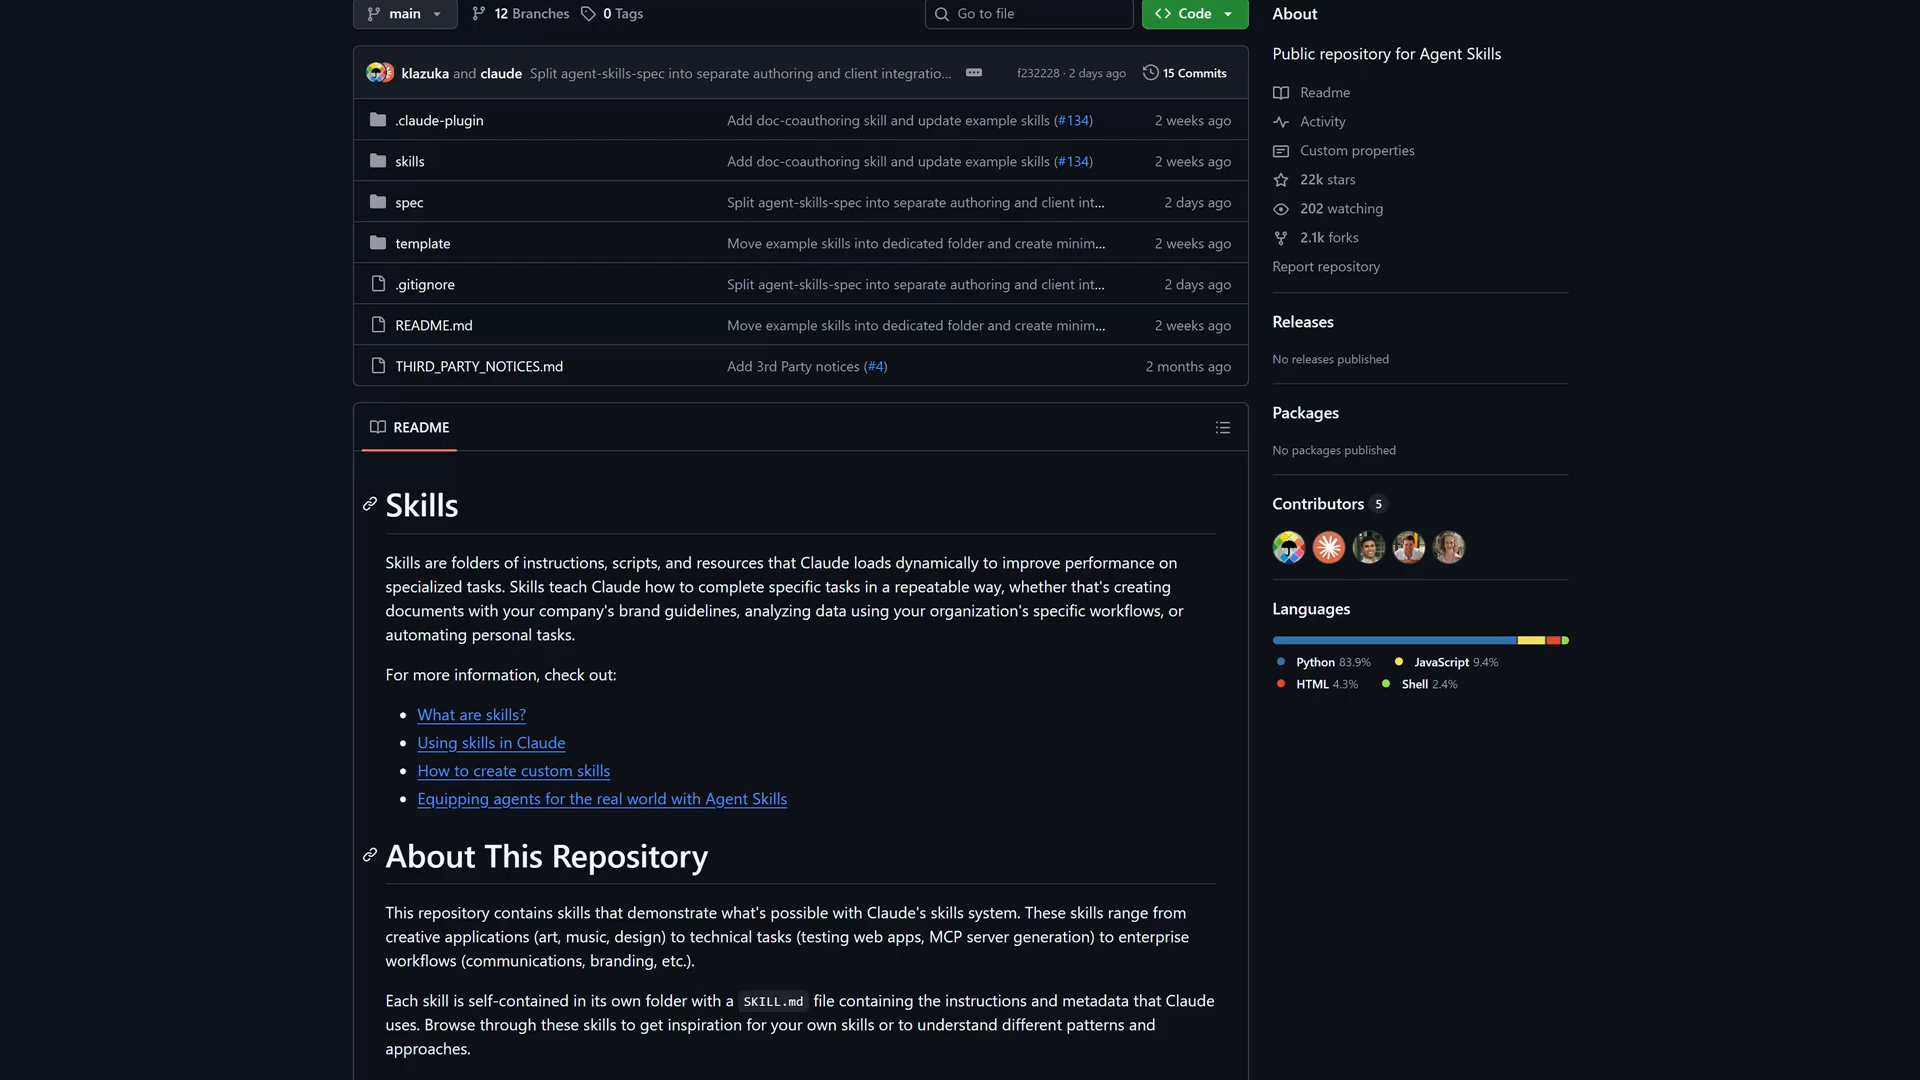 main
12 Branches
0 Tags
Go to file
Code
klazuka and claude Split agent-skills-spec into separate authoring and client integratio... f232228 · 2 days ago 15 Commits
.claude-plugin Add doc-coauthoring skill and update example skills (#134) 2 weeks ago
skills Add doc-coauthoring skill and update example skills (#134) 2 weeks ago
spec Split agent-skills-spec into separate authoring and client int... 2 days ago
template Move example skills into dedicated folder and create minim... 2 weeks ago
.gitignore Split agent-skills-spec into separate authoring and client int... 2 days ago
README.md Move example skills into dedicated folder and create minim... 2 weeks ago
THIRD_PARTY_NOTICES.md Add 3rd Party notices (#4) 2 months ago
README
Skills
Skills are folders of instructions, scripts, and resources that Claude loads dynamically to improve performance on
specialized tasks. Skills teach Claude how to complete specific tasks in a repeatable way, whether that's creating
documents with your company's brand guidelines, analyzing data using your organization's specific workflows, or
automating personal tasks.
For more information, check out:
What are skills?
Using skills in Claude
How to create custom skills
Equipping agents for the real world with Agent Skills
About This Repository
This repository contains skills that demonstrate what's possible with Claude's skills system. These skills range from
creative applications (art, music, design) to technical tasks (testing web apps, MCP server generation) to enterprise
workflows (communications, branding, etc.).
Each skill is self-contained in its own folder with a SKILL.md file containing the instructions and metadata that Claude
uses. Browse through these skills to get inspiration for your own skills or to understand different patterns and
approaches.
About
Public repository for Agent Skills
Readme
Activity
Custom properties
22k stars
202 watching
2.1k forks
Report repository
Releases
No releases published
Packages
No packages published
Contributors 5
Languages
Python 83.9% JavaScript 9.4%
HTML 4.3% Shell 2.4%